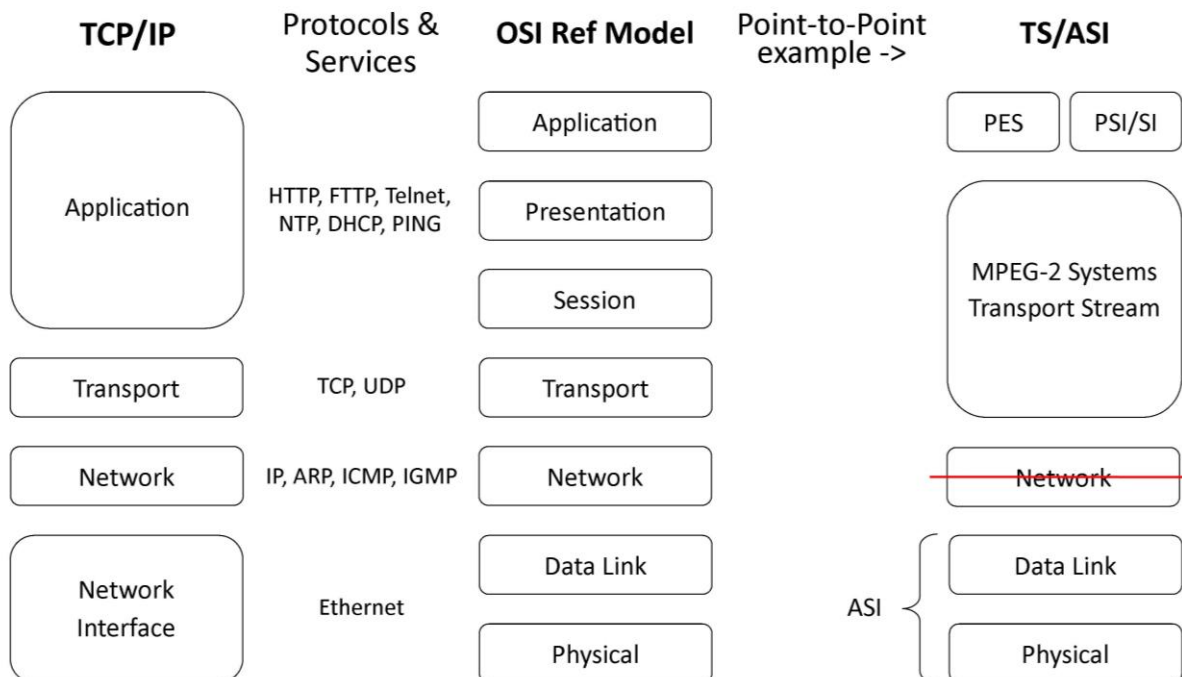 TCP/IP
Protocols &
Services
OSI Ref Model
Point-to-Point
example ->
TS/ASI
Application
HTTP, FTTP, Telnet,
NTP, DHCP, PING
Application
Presentation
Session
PES
PSI/SI
MPEG-2 Systems
Transport Stream
Transport
TCP, UDP
Transport
Network
IP, ARP, ICMP, IGMP
Network
Network
Network
Interface
Ethernet
Data Link
Physical
ASI
Data Link
Physical